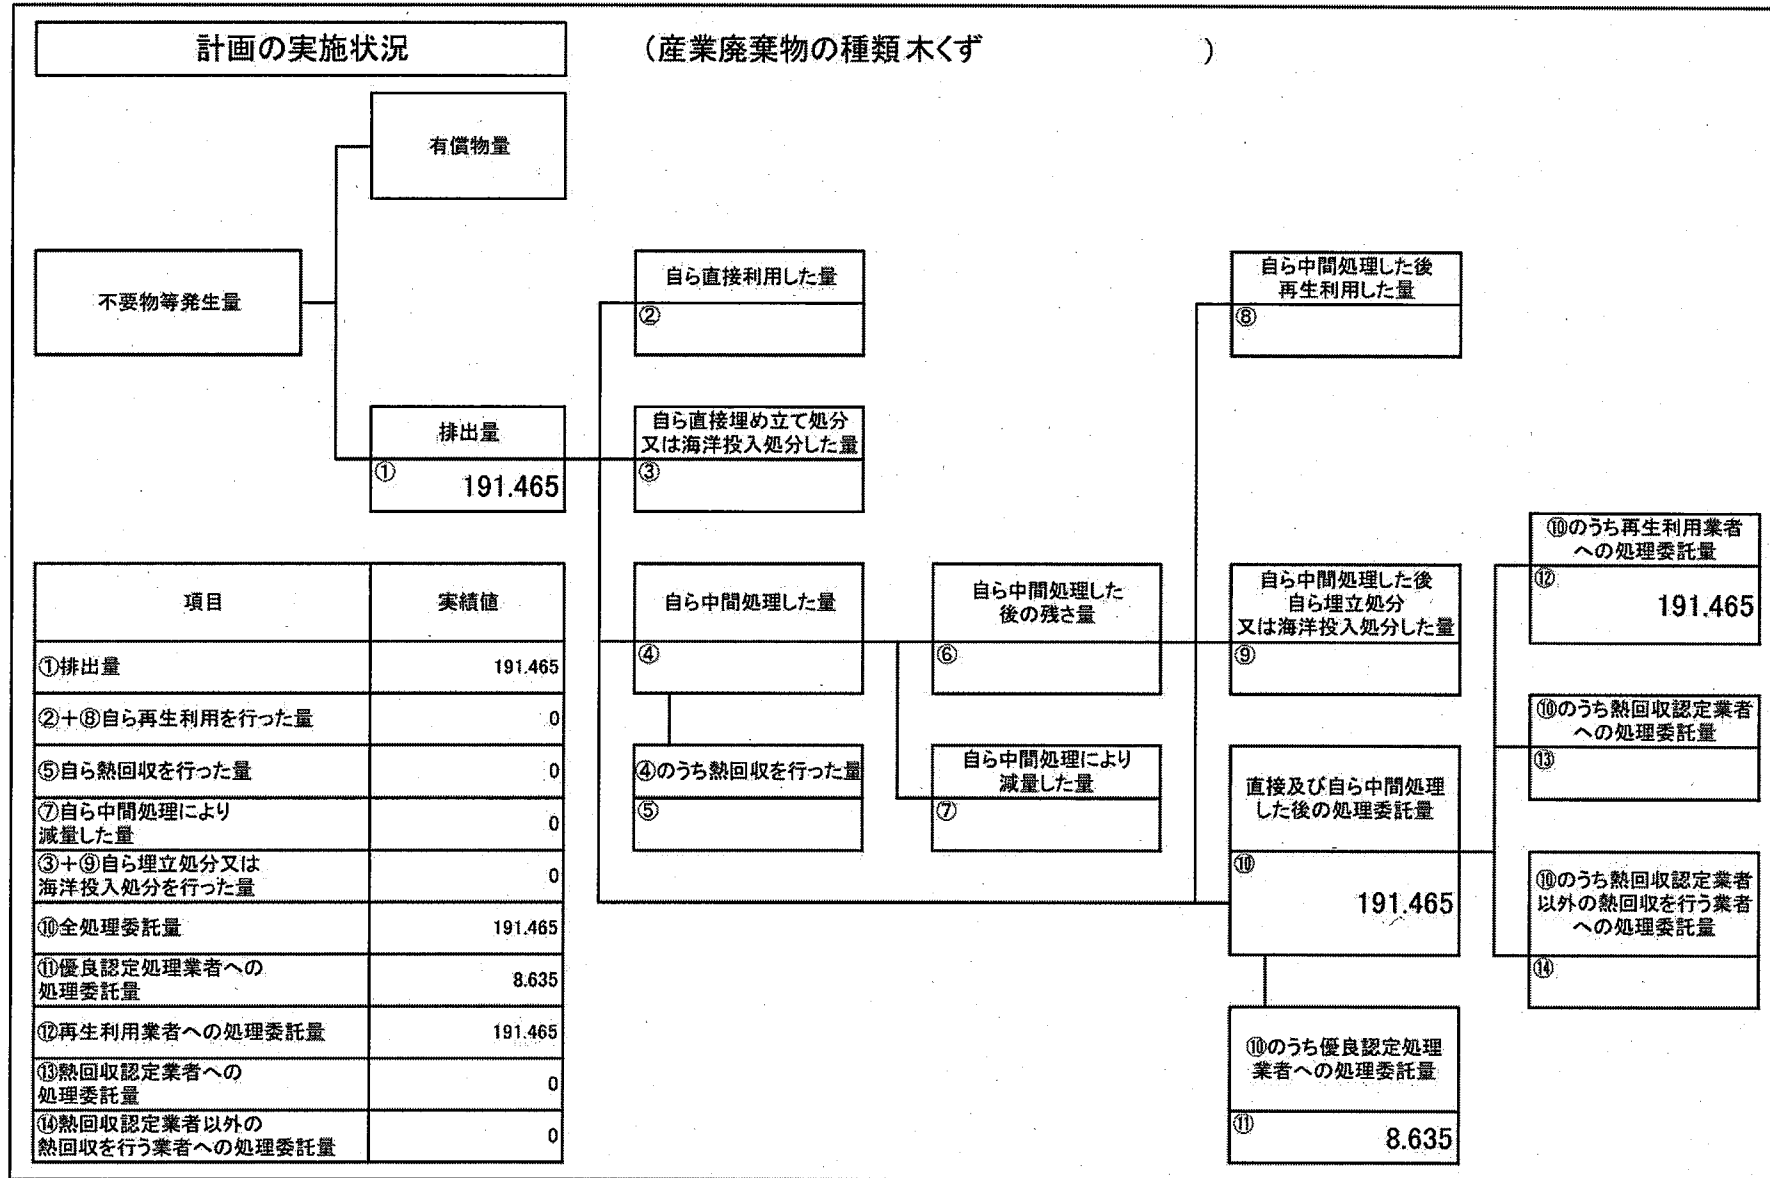 計画の実施状況
（産業廃棄物の種類 木くず ）
有償物量
不要物等発生量
自ら直接利用した量
②
自ら中間処理した後
再生利用した量
⑧
排出量
①
191.465
自ら直接埋め立て処分
又は海洋投入処分した量
③
⑩のうち再生利用業者
への処理委託量
⑫
191.465
自ら中間処理した量
④
自ら中間処理した
後の残さ量
⑥
自ら中間処理した後
自ら埋立処分
又は海洋投入処分した量
⑨
⑩のうち熱回収認定業者
への処理委託量
⑬
④のうち熱回収を行った量
⑤
自ら中間処理により
減量した量
⑦
直接及び自ら中間処理
した後の処理委託量
⑩
191.465
⑩のうち熱回収認定業者
以外の熱回収を行う業者
への処理委託量
⑭
⑩のうち優良認定処理
業者への処理委託量
⑪
8.635
項目 実績値
①排出量 191.465
②＋⑧自ら再生利用を行った量 0
⑤自ら熱回収を行った量 0
⑦自ら中間処理により
減量した量 0
③＋⑨自ら埋立処分又は
海洋投入処分を行った量 0
⑩全処理委託量 191.465
⑪優良認定処理業者への
処理委託量 8.635
⑫再生利用業者への処理委託量 191.465
⑬熱回収認定業者への
処理委託量 0
⑭熱回収認定業者以外の
熱回収を行う業者への処理委託量 0